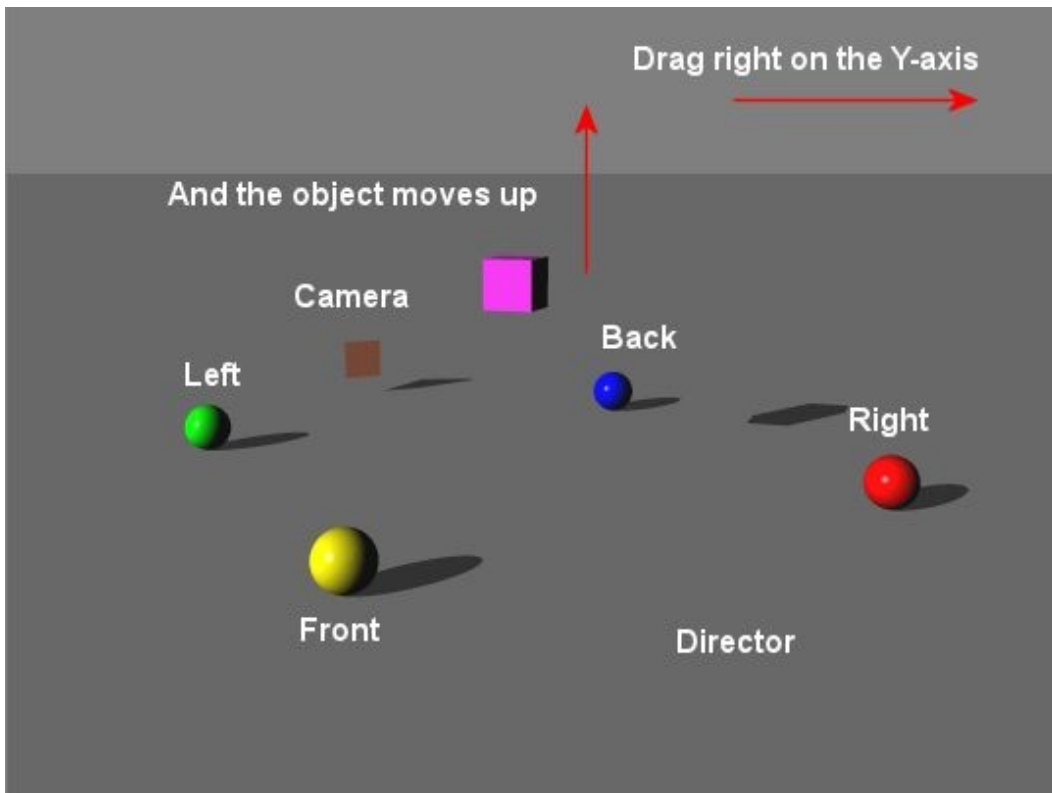 Drag right on the Y-axis
And the object moves up
Camera
Back
Left
Right
Front
Director